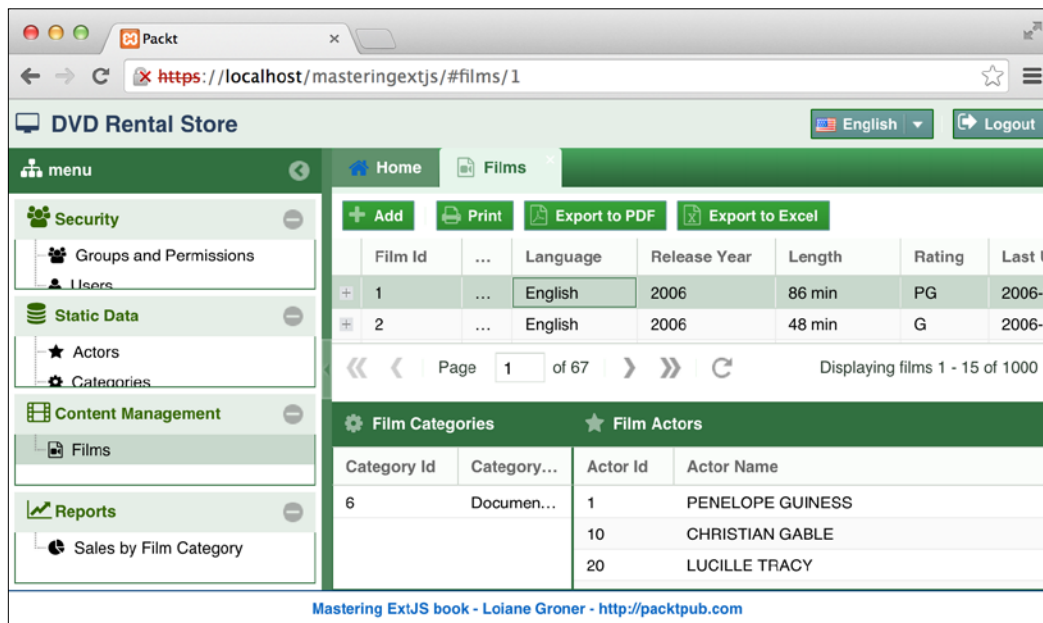 Packt
https://localhost/masteringextjs/#films/1
DVD Rental Store
English
Logout
menu
Security
Groups and Permissions
Users
Static Data
Actors
Categories
Content Management
Films
Reports
Sales by Film Category
Home
Films
Add
Print
Export to PDF
Export to Excel
Film Id ... Language Release Year Length Rating Last U
1 ... English 2006 86 min PG 2006-
2 ... English 2006 48 min G 2006-
Page 1 of 67 Displaying films 1 - 15 of 1000
Film Categories
Category Id Category...
6 Documen...
Film Actors
Actor Id Actor Name
1 PENELOPE GUINESS
10 CHRISTIAN GABLE
20 LUCILLE TRACY
Mastering ExtJS book - Loiane Groner - http://packtpub.com